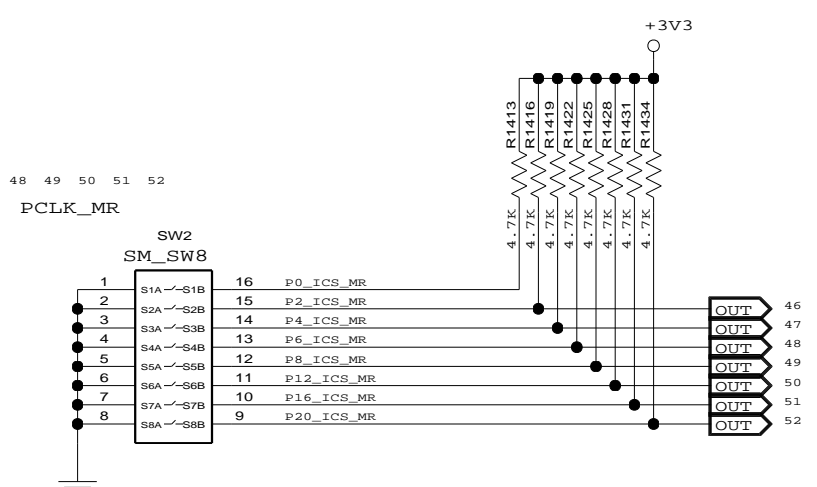 +3V3
R1413
R1416
R1419
R1422
R1425
R1428
R1431
R1434
4.7K
4.7K
4.7K
4.7K
4.7K
4.7K
4.7K
4.7K
48 49 50 51 52
PCLK_MR
SW2
SM_SW8
1 S1A S1B 16 P0_ICS_MR
2 S2A S2B 15 P2_ICS_MR OUT 46
3 S3A S3B 14 P4_ICS_MR OUT 47
4 S4A S4B 13 P6_ICS_MR OUT 48
5 S5A S5B 12 P8_ICS_MR OUT 49
6 S6A S6B 11 P12_ICS_MR OUT 50
7 S7A S7B 10 P16_ICS_MR OUT 51
8 S8A S8B 9 P20_ICS_MR OUT 52